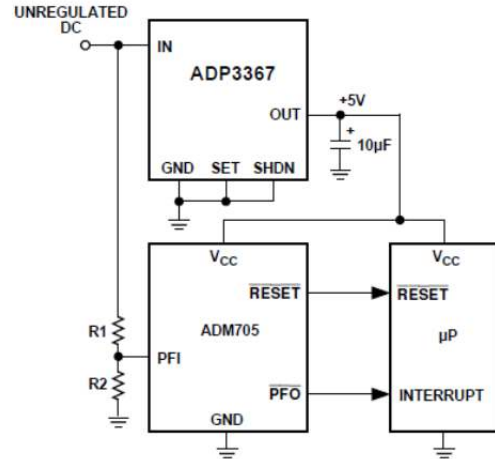 UNREGULATED
DC
IN
ADP3367
OUT
+5V
+
10µF
GND SET SHDN
VCC
RESET
ADM705
PFI
PFO
GND
R1
R2
VCC
RESET
µP
INTERRUPT